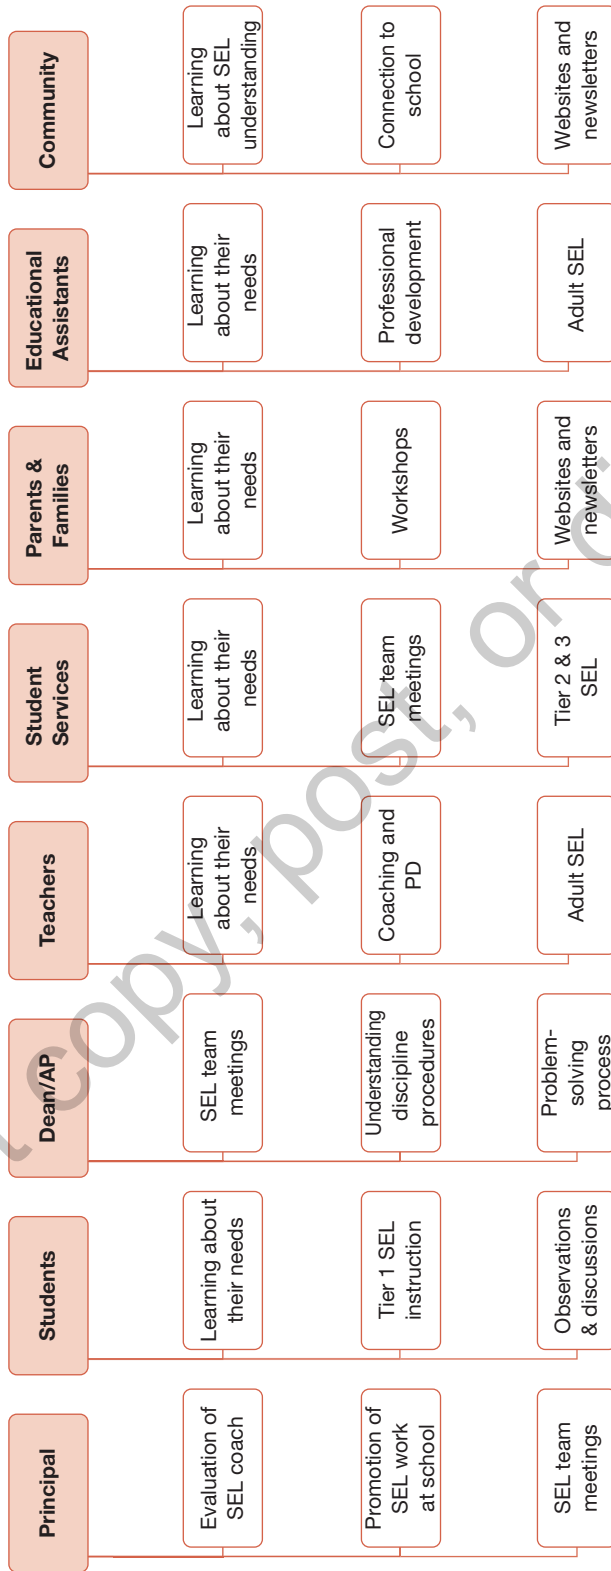 Principal
Evaluation of
SEL coach
Promotion of
SEL work
at school
SEL team
meetings
Students
Learning about
their needs
Tier 1 SEL
instruction
Observations
& discussions
Dean/AP
SEL team
meetings
Understanding
discipline
procedures
Problem-
solving
process
Teachers
Learning
about their
needs
Coaching and
PD
Adult SEL
Student
Services
Learning
about their
needs
SEL team
meetings
Tier 2 & 3
SEL
Parents &
Families
Learning
about their
needs
Workshops
Websites and
newsletters
Educational
Assistants
Learning
about their
needs
Professional
development
Adult SEL
Community
Learning
about SEL
understanding
Connection to
school
Websites and
newsletters
copy, post, or